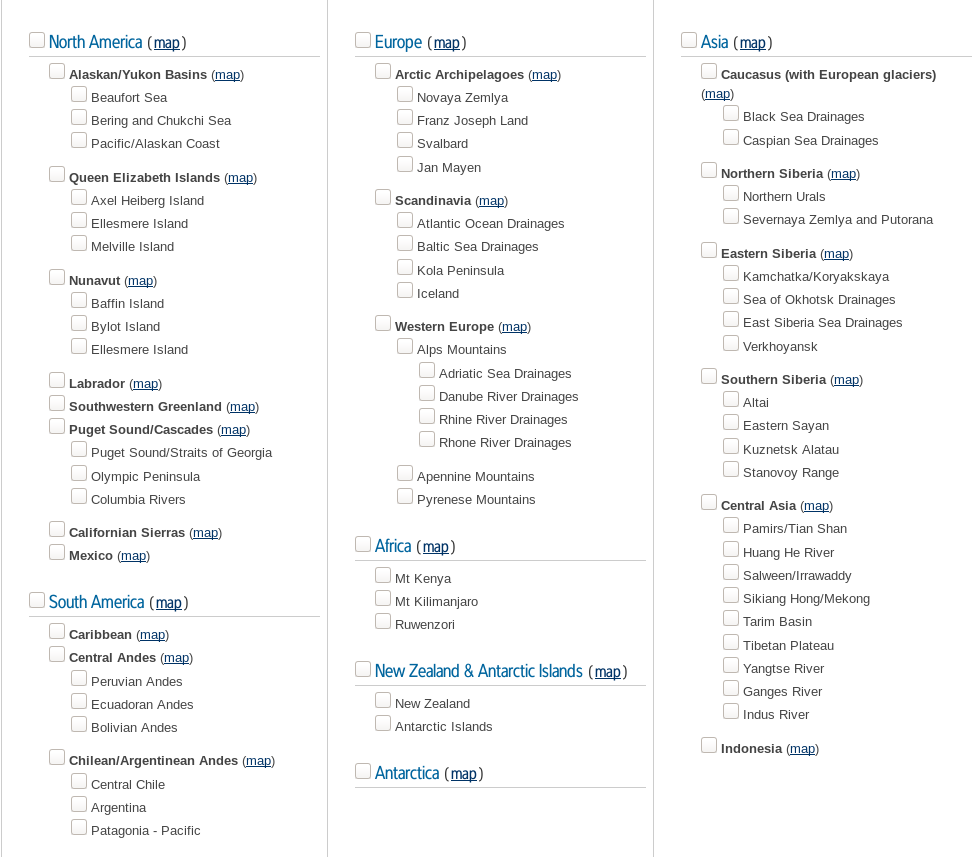 North America (map)
Alaskan/Yukon Basins (map)
Beaufort Sea
Bering and Chukchi Sea
Pacific/Alaskan Coast
Queen Elizabeth Islands (map)
Axel Heiberg Island
Ellesmere Island
Melville Island
Nunavut (map)
Baffin Island
Bylot Island
Ellesmere Island
Labrador (map)
Southwestern Greenland (map)
Puget Sound/Cascades (map)
Puget Sound/Straits of Georgia
Olympic Peninsula
Columbia Rivers
Californian Sierras (map)
Mexico (map)
South America (map)
Caribbean (map)
Central Andes (map)
Peruvian Andes
Ecuadoran Andes
Bolivian Andes
Chilean/Argentinean Andes (map)
Central Chile
Argentina
Patagonia - Pacific
Europe (map)
Arctic Archipelagoes (map)
Novaya Zemlya
Franz Joseph Land
Svalbard
Jan Mayen
Scandinavia (map)
Atlantic Ocean Drainages
Baltic Sea Drainages
Kola Peninsula
Iceland
Western Europe (map)
Alps Mountains
Adriatic Sea Drainages
Danube River Drainages
Rhine River Drainages
Rhone River Drainages
Apennine Mountains
Pyrenese Mountains
Africa (map)
Mt Kenya
Mt Kilimanjaro
Ruwenzori
New Zealand & Antarctic Islands (map)
New Zealand
Antarctic Islands
Antarctica (map)
Asia (map)
Caucasus (with European glaciers)
(map)
Black Sea Drainages
Caspian Sea Drainages
Northern Siberia (map)
Northern Urals
Severnaya Zemlya and Putorana
Eastern Siberia (map)
Kamchatka/Koryakskaya
Sea of Okhotsk Drainages
East Siberia Sea Drainages
Verkhoyansk
Southern Siberia (map)
Altai
Eastern Sayan
Kuznetsk Alatau
Stanovoy Range
Central Asia (map)
Pamirs/Tian Shan
Huang He River
Salween/Irrawaddy
Sikiang Hong/Mekong
Tarim Basin
Tibetan Plateau
Yangtse River
Ganges River
Indus River
Indonesia (map)